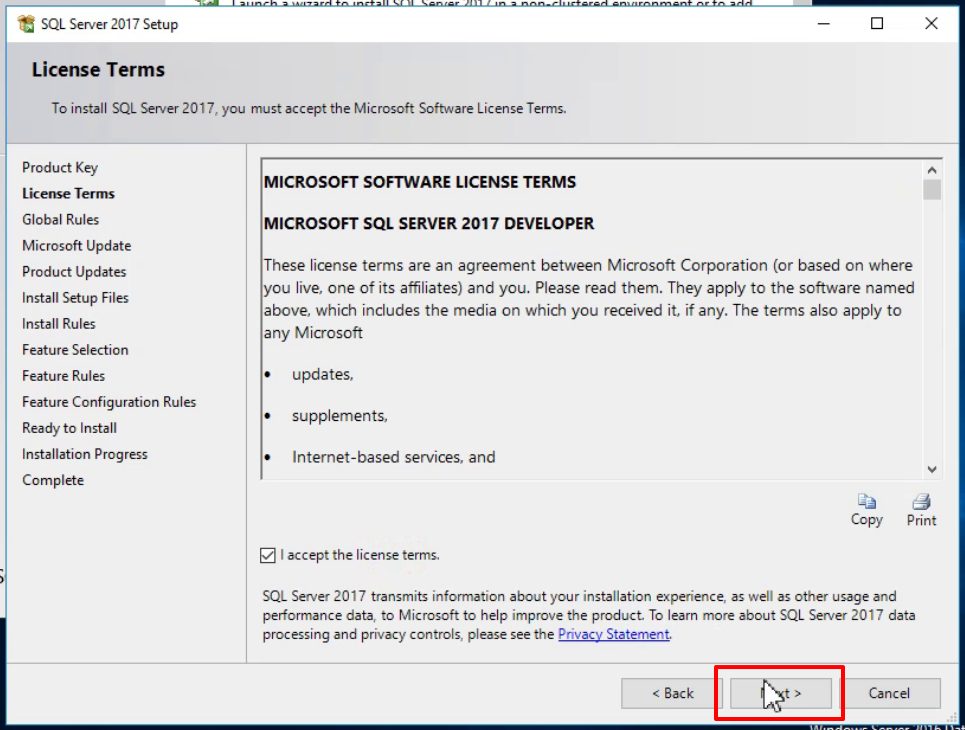 Launch a wizard to install SQL Server 2017 in a non-clustered environment or to add
SQL Server 2017 Setup
License Terms
To install SQL Server 2017, you must accept the Microsoft Software License Terms.
Product Key
License Terms
Global Rules
Microsoft Update
Product Updates
Install Setup Files
Install Rules
Feature Selection
Feature Rules
Feature Configuration Rules
Ready to Install
Installation Progress
Complete
MICROSOFT SOFTWARE LICENSE TERMS
MICROSOFT SQL SERVER 2017 DEVELOPER
These license terms are an agreement between Microsoft Corporation (or based on where
you live, one of its affiliates) and you. Please read them. They apply to the software named
above, which includes the media on which you received it, if any. The terms also apply to
any Microsoft
• updates,
• supplements,
• Internet-based services, and
Copy
Print
I accept the license terms.
SQL Server 2017 transmits information about your installation experience, as well as other usage and
performance data, to Microsoft to help improve the product. To learn more about SQL Server 2017 data
processing and privacy controls, please see the Privacy Statement.
< Back
Next >
Cancel
Windows Server 2016 Dat